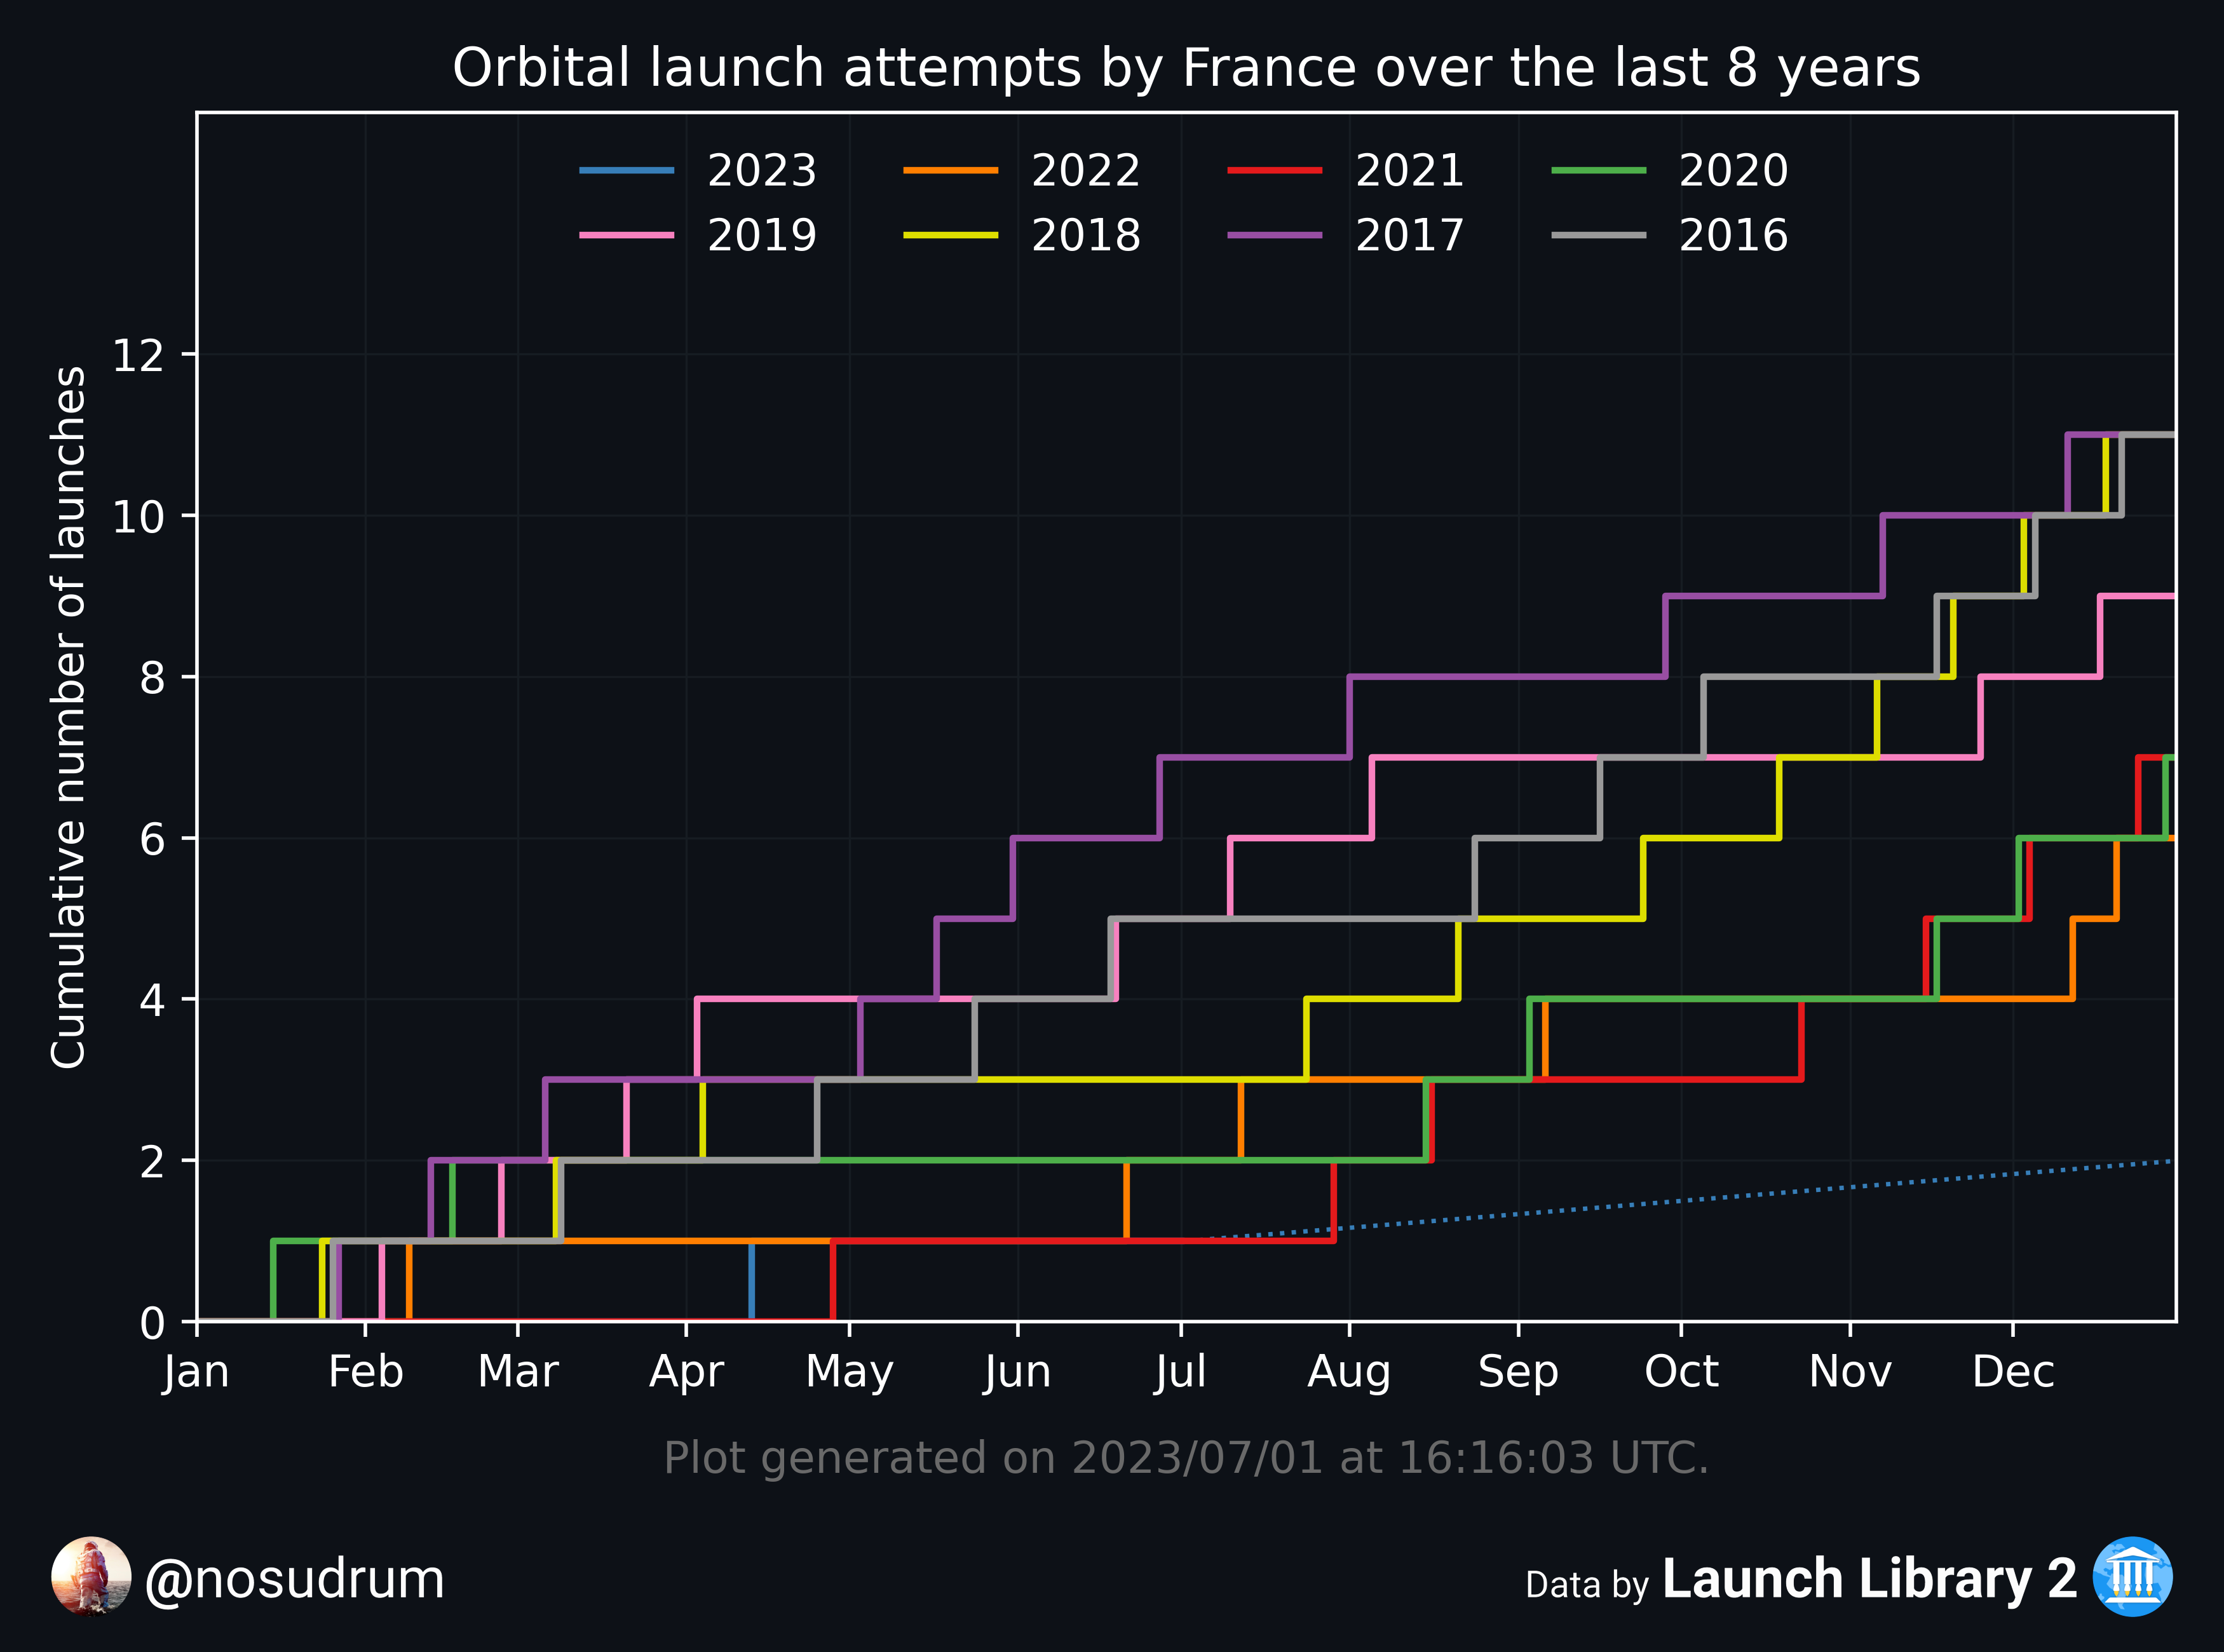 Orbital launch attempts by France over the last 8 years
2023 2022 2021 2020
2019 2018 2017 2016
Cumulative number of launches
12
10
8
6
4
2
0
Jan Feb Mar Apr May Jun Jul Aug Sep Oct Nov Dec
Plot generated on 2023/07/01 at 16:16:03 UTC.
@nosudrum
Data by Launch Library 2